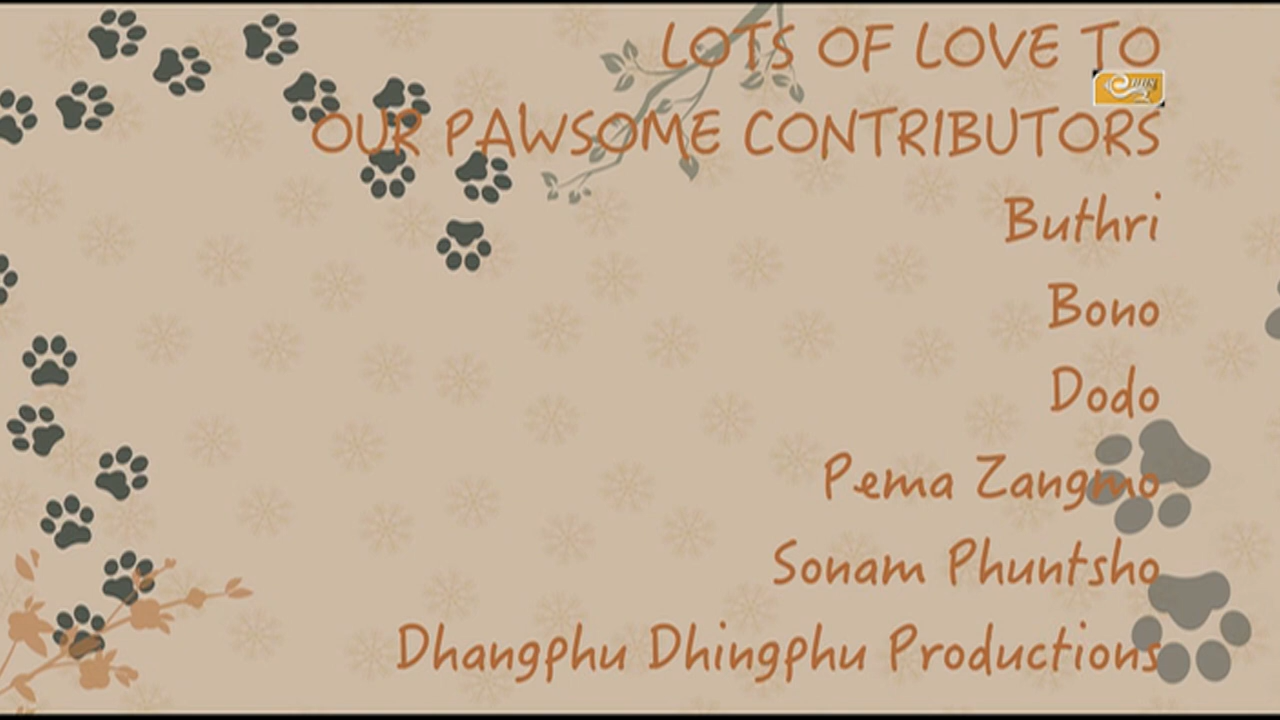 LOTS OF LOVE TO
OUR PAWSOME CONTRIBUTORS
Buthri
Bono
Dodo
Pema Zangmo
Sonam Phuntsho
Dhangphu Dhingphu Productions